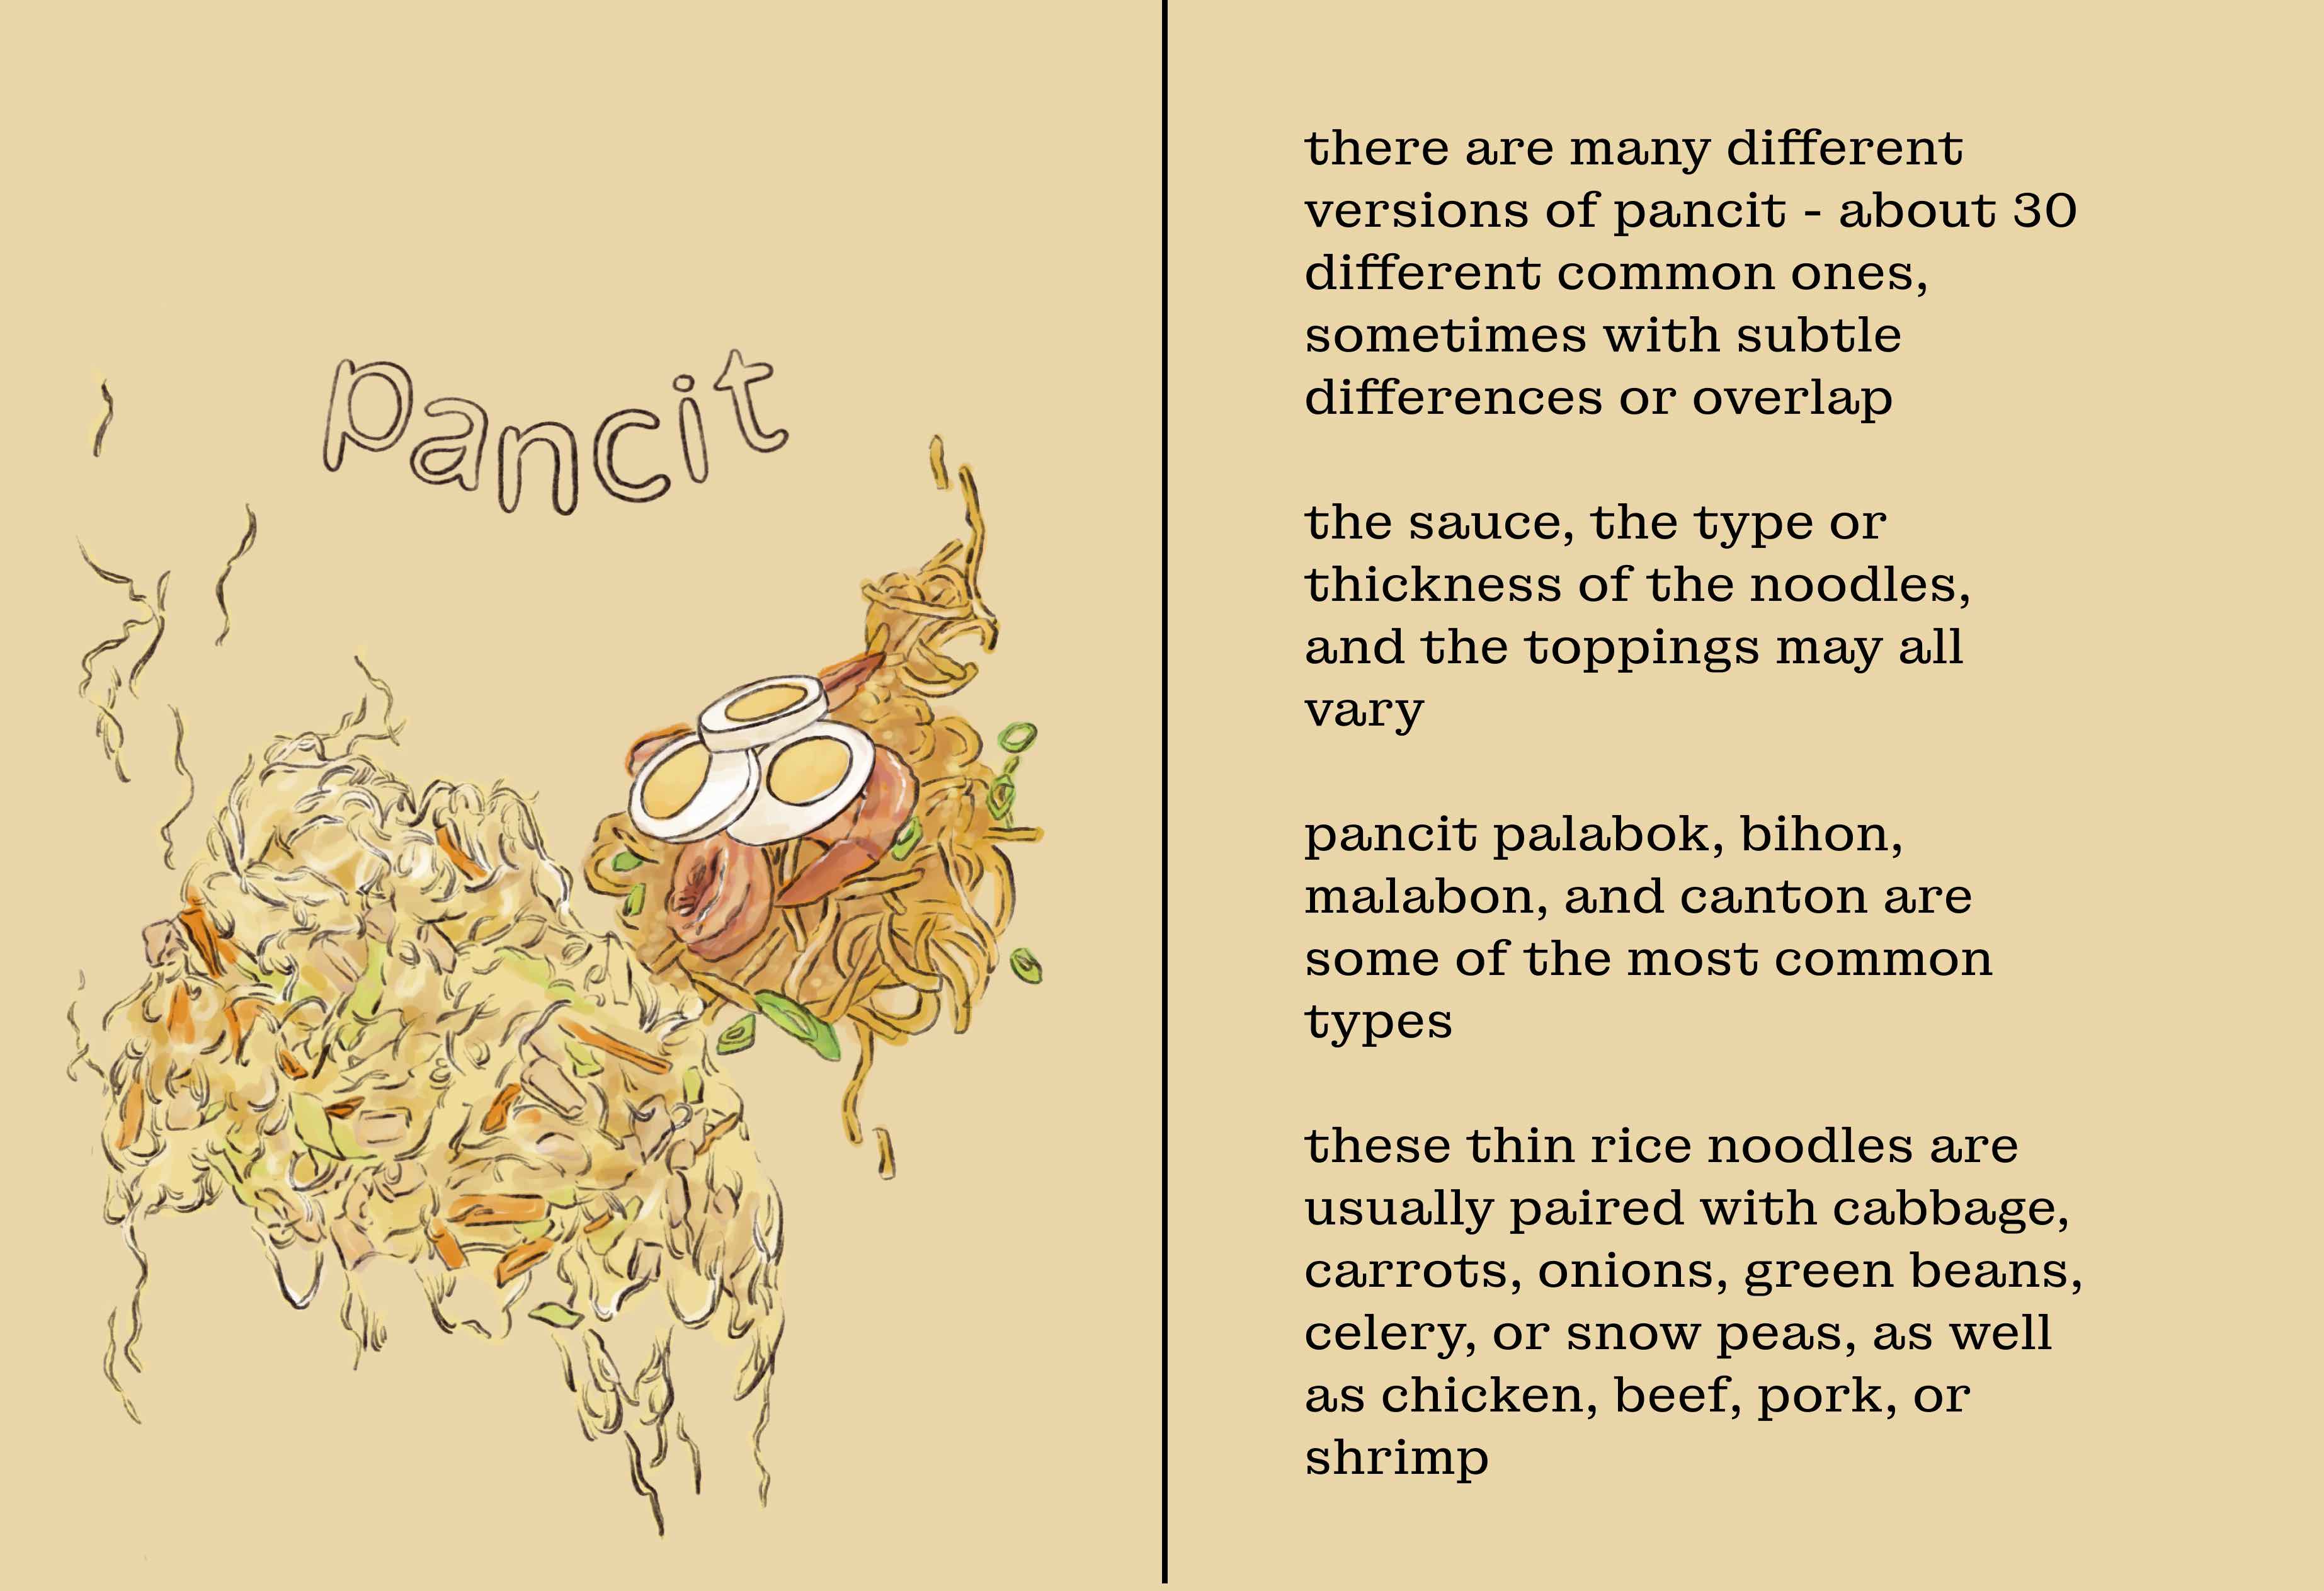 pancit
there are many different
versions of pancit - about 30
different common ones,
sometimes with subtle
differences or overlap
the sauce, the type or
thickness of the noodles,
and the toppings may all
vary
pancit palabok, bihon,
malabon, and canton are
some of the most common
types
these thin rice noodles are
usually paired with cabbage,
carrots, onions, green beans,
celery, or snow peas, as well
as chicken, beef, pork, or
shrimp